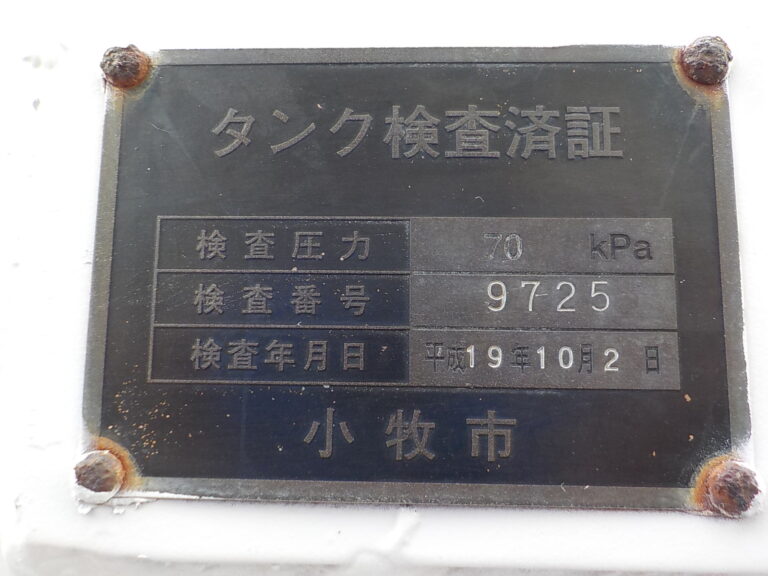 タンク検査済証
検査圧力 70 kPa
検査番号 9725
検査年月日 平成19年10月2日
小牧市